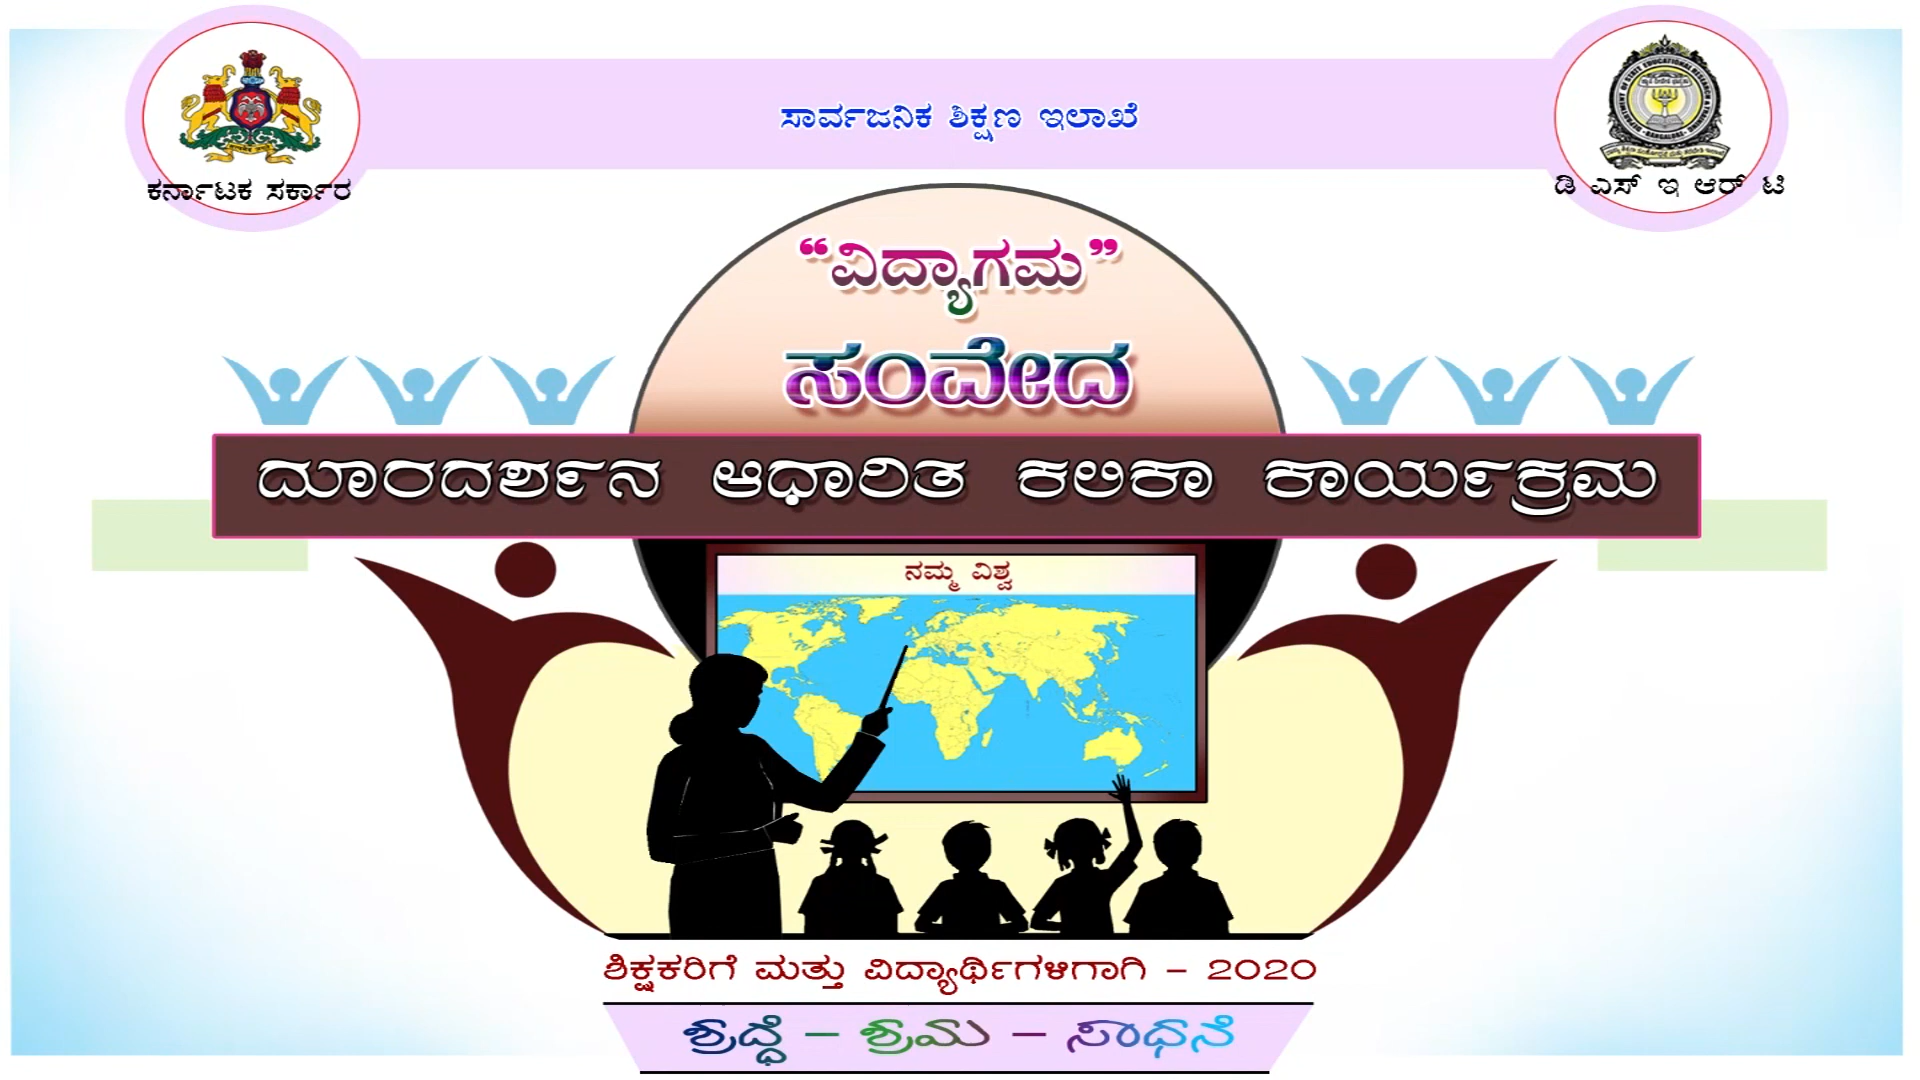 ಸಾರ್ವಜನಿಕ ಶಿಕ್ಷಣ ಇಲಾಖೆ
ಕರ್ನಾಟಕ ಸರ್ಕಾರ
ಡಿ ಎಸ್ ಇ ಆರ್ ಟಿ
“ವಿದ್ಯಾಗಮ”
ಸಂವೇದ
ದೂರದರ್ಶನ ಆಧಾರಿತ ಕಲಿಕಾ ಕಾರ್ಯಕ್ರಮ
ನಮ್ಮ ವಿಶ್ವ
ಶಿಕ್ಷಕರಿಗೆ ಮತ್ತು ವಿದ್ಯಾರ್ಥಿಗಳಿಗಾಗಿ – 2020
ಶ್ರದ್ಧೆ – ಶ್ರಮ – ಸಾಧನೆ